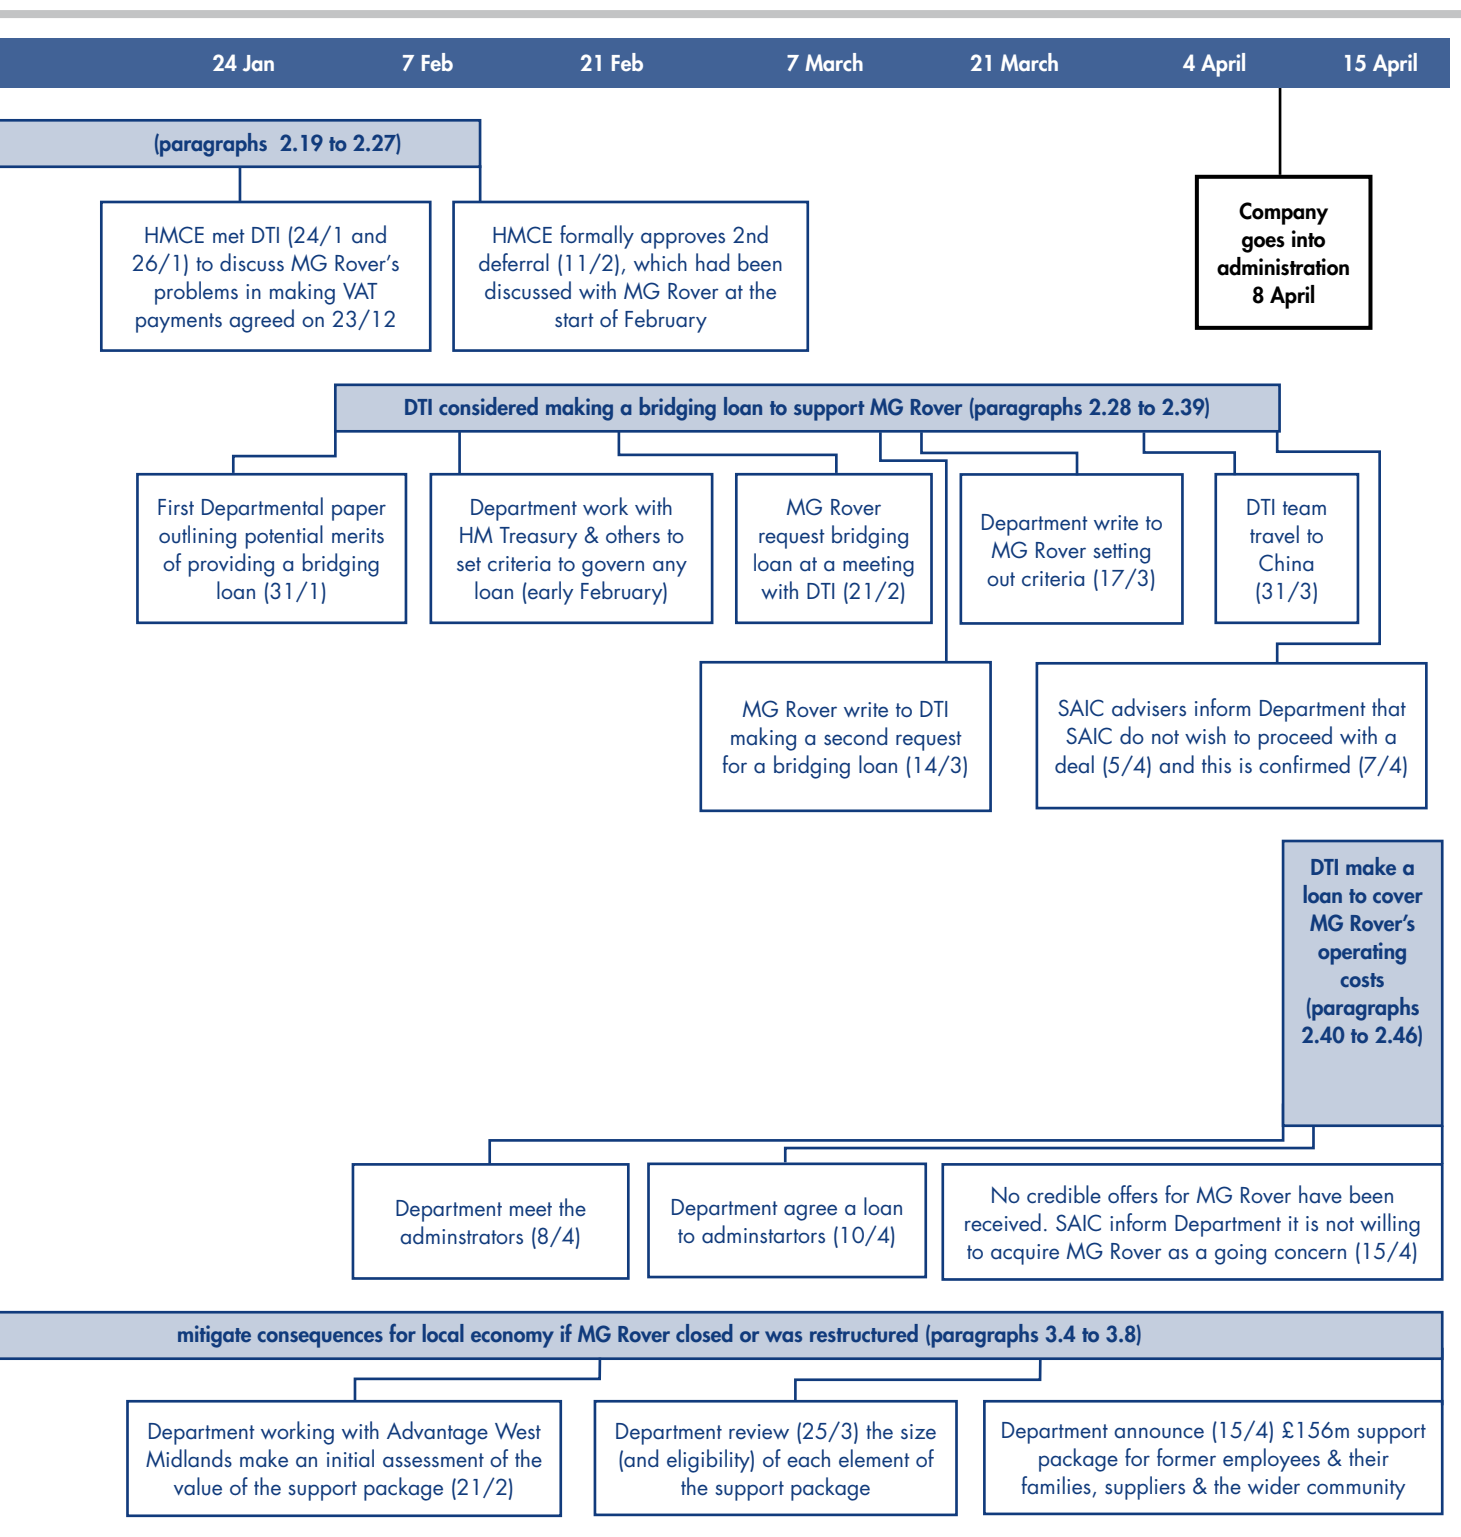 24 Jan 7 Feb 21 Feb 7 March 21 March 4 April 15 April
(paragraphs 2.19 to 2.27)
HMCE met DTI (24/1 and
26/1) to discuss MG Rover's
problems in making VAT
payments agreed on 23/12
HMCE formally approves 2nd
deferral (11/2), which had been
discussed with MG Rover at the
start of February
Company
goes into
administration
8 April
DTI considered making a bridging loan to support MG Rover (paragraphs 2.28 to 2.39)
First Departmental paper
outlining potential merits
of providing a bridging
loan (31/1)
Department work with
HM Treasury & others to
set criteria to govern any
loan (early February)
MG Rover
request bridging
loan at a meeting
with DTI (21/2)
Department write to
MG Rover setting
out criteria (17/3)
DTI team
travel to
China
(31/3)
MG Rover write to DTI
making a second request
for a bridging loan (14/3)
SAIC advisers inform Department that
SAIC do not wish to proceed with a
deal (5/4) and this is confirmed (7/4)
DTI make a
loan to cover
MG Rover's
operating
costs
(paragraphs
2.40 to 2.46)
Department meet the
adminstrators (8/4)
Department agree a loan
to adminstartors (10/4)
No credible offers for MG Rover have been
received. SAIC inform Department it is not willing
to acquire MG Rover as a going concern (15/4)
mitigate consequences for local economy if MG Rover closed or was restructured (paragraphs 3.4 to 3.8)
Department working with Advantage West
Midlands make an initial assessment of the
value of the support package (21/2)
Department review (25/3) the size
(and eligibility) of each element of
the support package
Department announce (15/4) £156m support
package for former employees & their
families, suppliers & the wider community